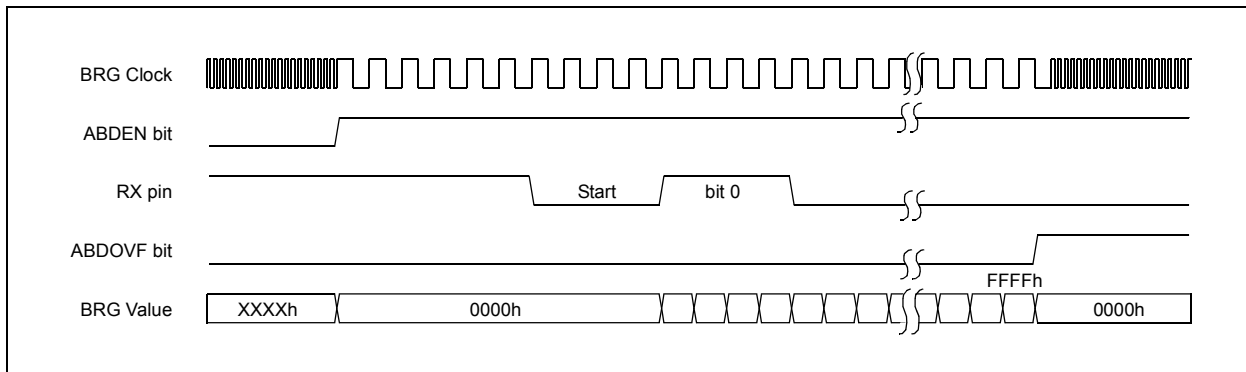 BRG Clock
ABDEN bit
RX pin
Start
bit 0
ABDOVF bit
FFFFh
BRG Value
XXXXh
0000h
0000h